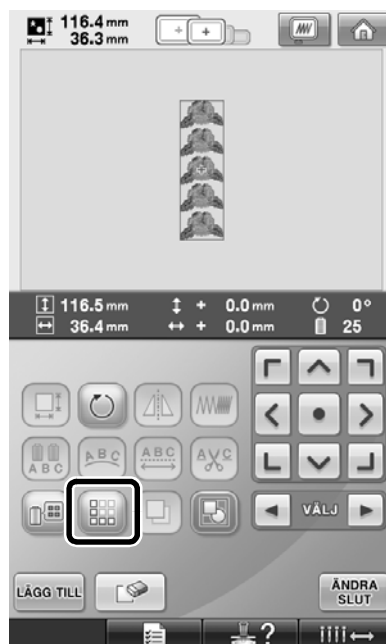 116.4 mm
36.3 mm
116.5 mm + 0.0 mm 0°
36.4 mm + 0.0 mm 25
A B C ABC ABC AVC
VÄLJ
LÄGG TILL ÄNDRA SLUT
?